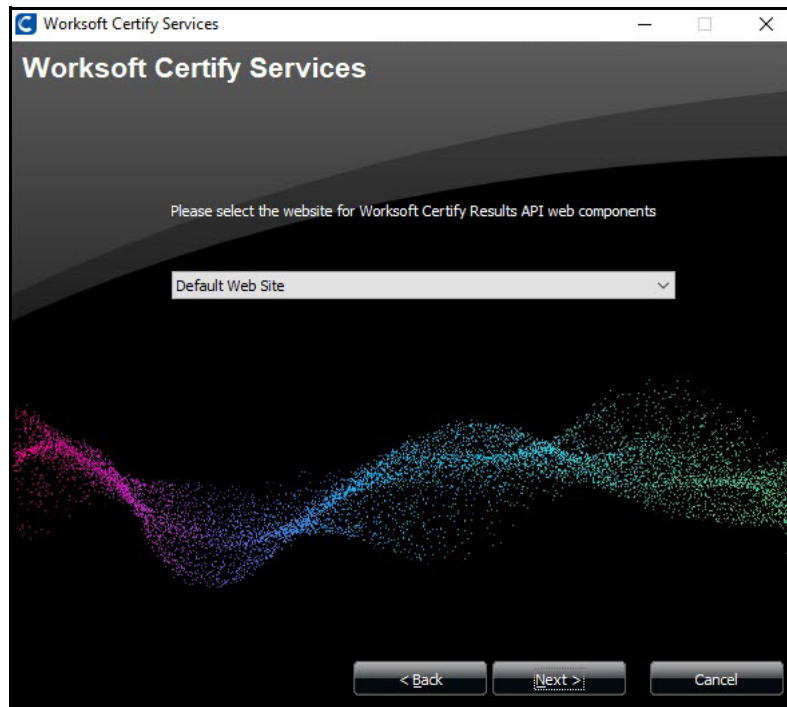 Worksoft Certify Services
Worksoft Certify Services
Please select the website for Worksoft Certify Results API web components
Default Web Site
< Back
Next >
Cancel